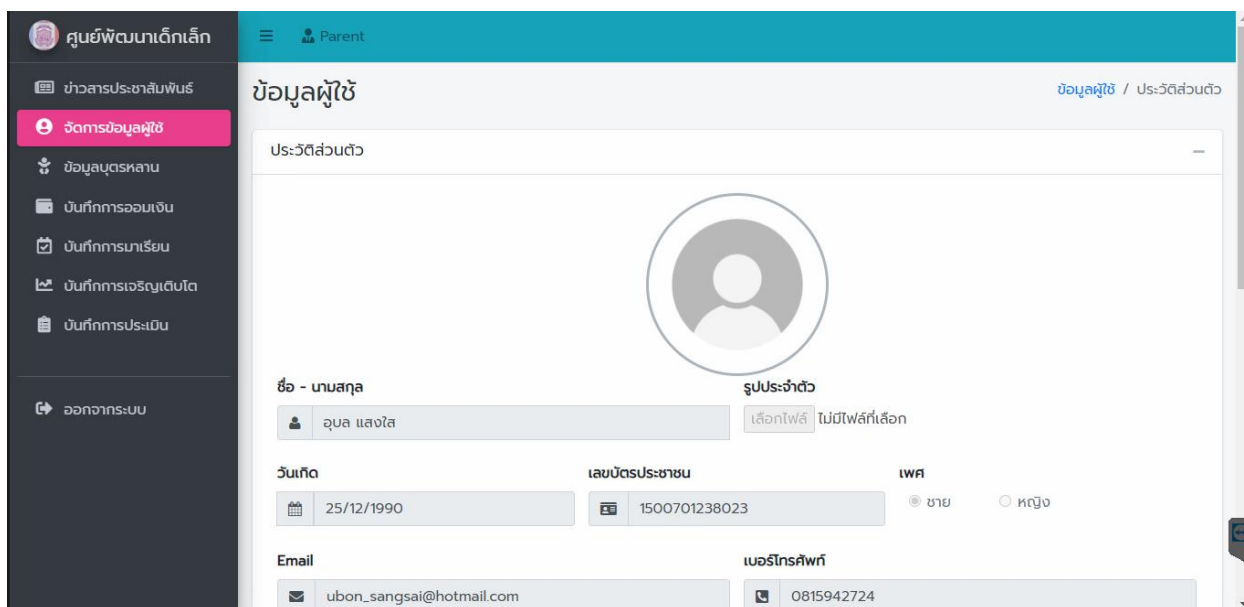 ศูนย์พัฒนาเด็กเล็ก
Parent
ข่าวสารประชาสัมพันธ์
จัดการข้อมูลผู้ใช้
ข้อมูลบุตรหลาน
บันทึกการออมเงิน
บันทึกการมาเรียน
บันทึกการเจริญเติบโต
บันทึกการประเมิน
ออกจากระบบ
ข้อมูลผู้ใช้
ข้อมูลผู้ใช้ / ประวัติส่วนตัว
ประวัติส่วนตัว
ชื่อ - นามสกุล
รูปประจำตัว
อุบล แสงใส
เลือกไฟล์ ไม่มีไฟล์ที่เลือก
วันเกิด
เลขบัตรประชาชน
เพศ
25/12/1990
1500701238023
ชาย
หญิง
Email
เบอร์โทรศัพท์
ubon_sangsai@hotmail.com
0815942724